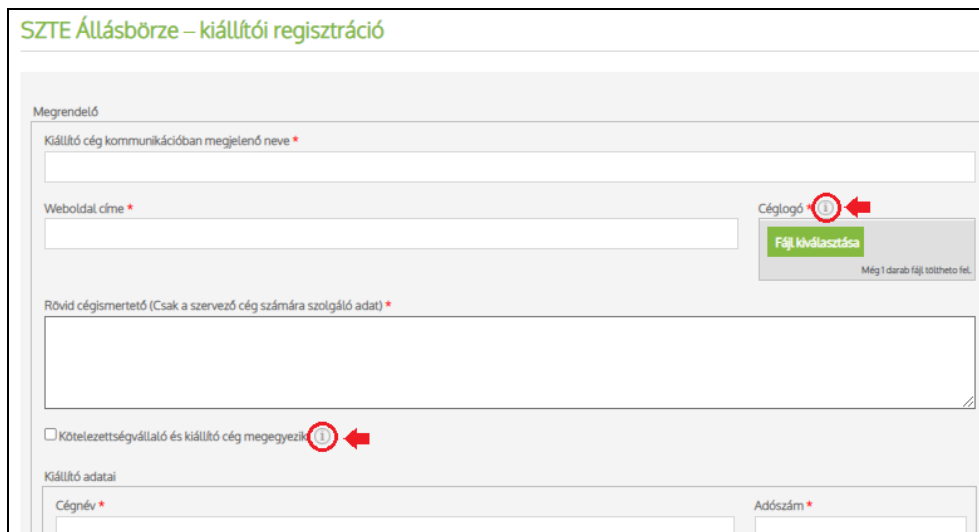 SZTE Állásbörze – kiállítói regisztráció
Megrendelő
Kiállító cég kommunikációban megjelenő neve *
Weboldal címe *
Céglogó * i
Fájl kiválasztása
Még 1 darab fájl töltheto fel.
Rövid cégismertető (Csak a szervező cég számára szolgáló adat) *
Kötelezettségvállaló és kiállító cég megegyezik i
Kiállító adatai
Cégnév *
Adószám *